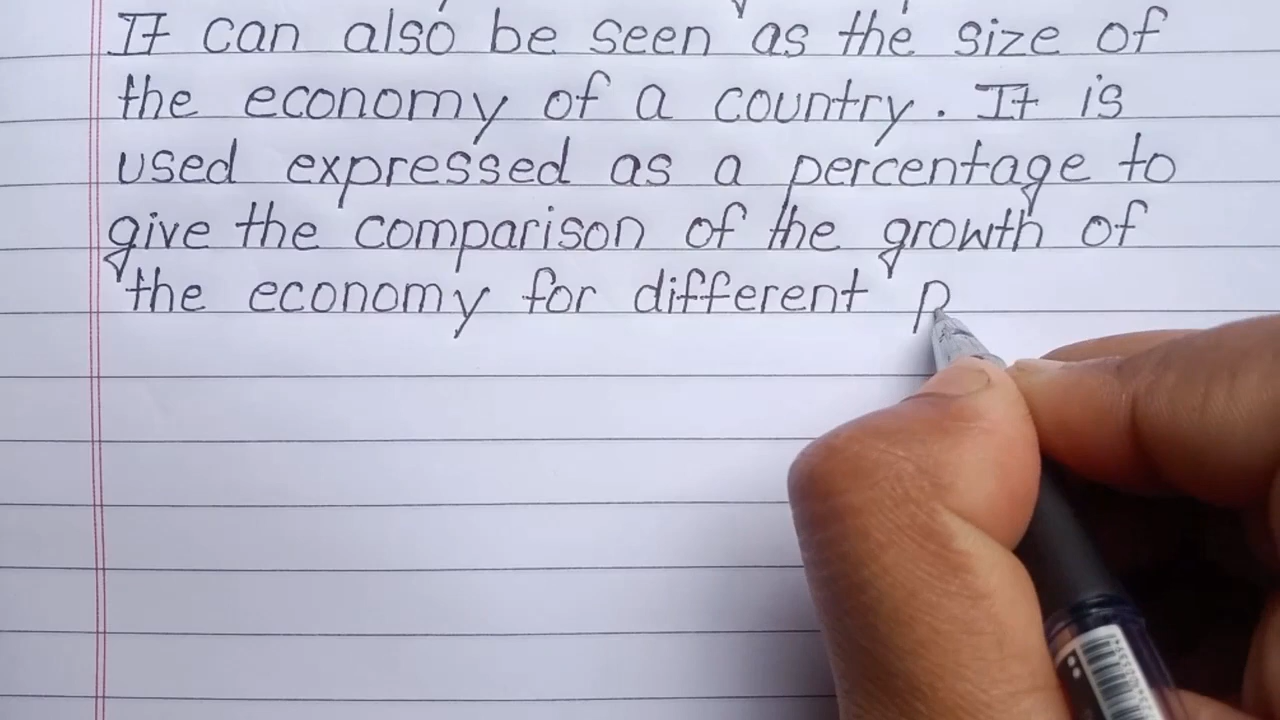 It can also be seen as the size of
the economy of a country. It is
used expressed as a percentage to
give the comparison of the growth of
the economy for different p